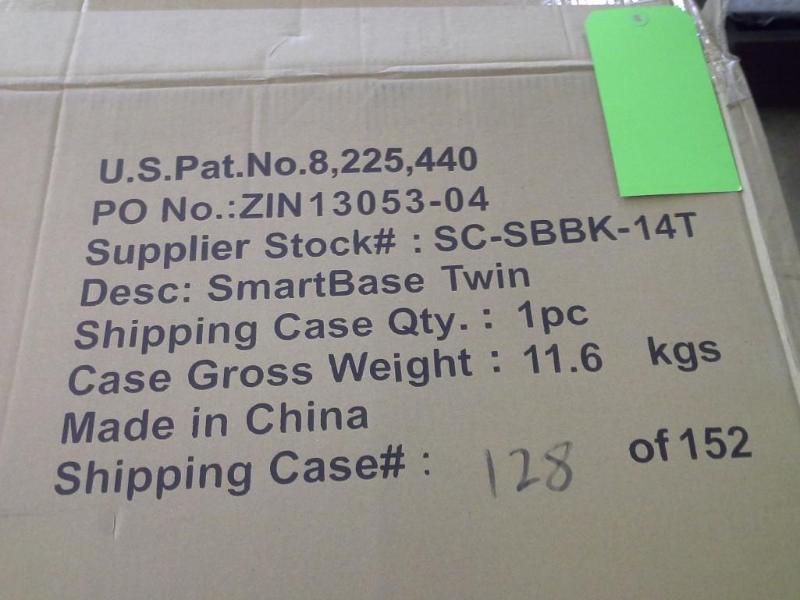 U.S.Pat.No.8,225,440
PO No.:ZIN13053-04
Supplier Stock# : SC-SBBK-14T
Desc: SmartBase Twin
Shipping Case Qty. : 1pc
Case Gross Weight : 11.6 kgs
Made in China
Shipping Case# : 128 of 152